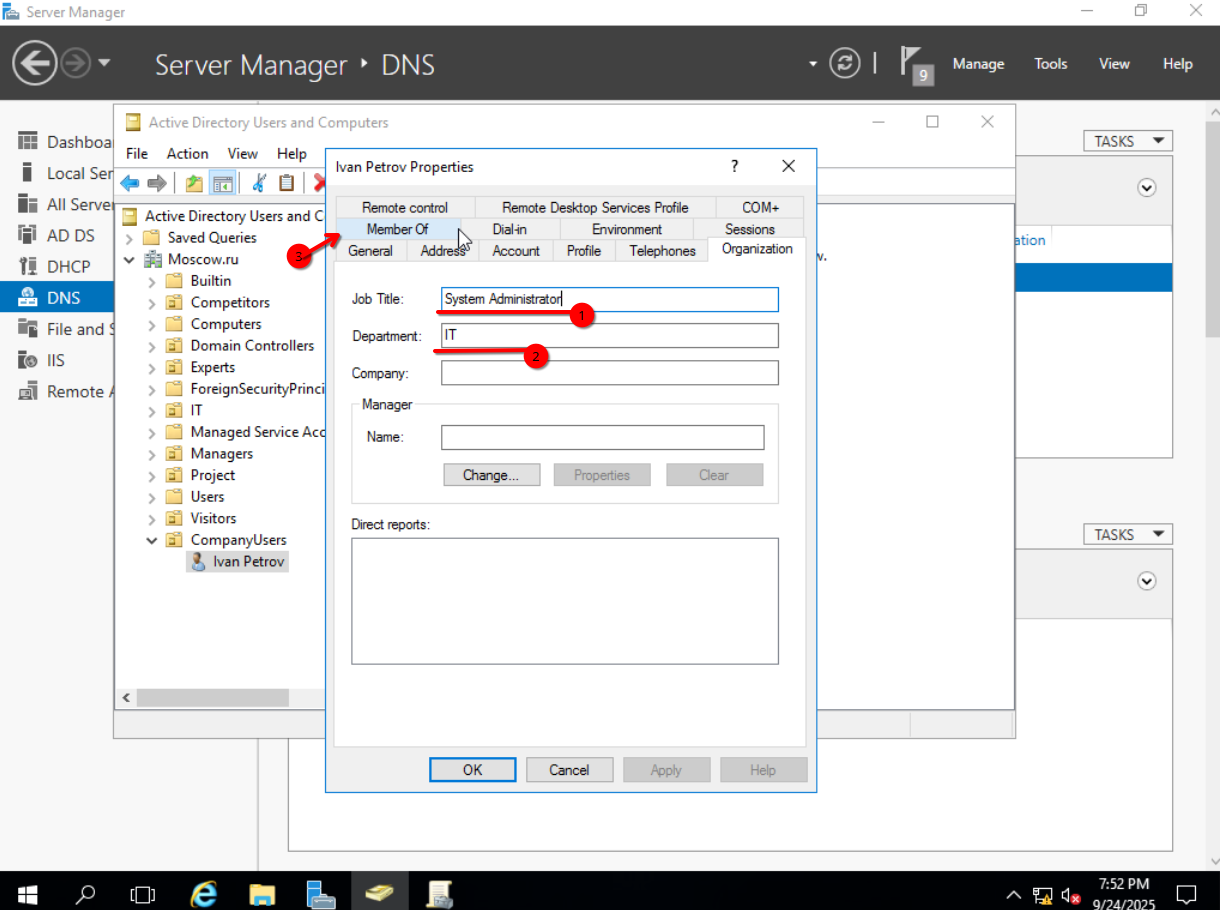 Server Manager
Server Manager • DNS
9
Manage
Tools
View
Help
Active Directory Users and Computers
File
Action
View
Help
TASKS
Dashboa
Local Ser
All Server
AD DS
DHCP
DNS
File and S
IIS
Remote A
Active Directory Users and C
Saved Queries
Moscow.ru
Builtin
Competitors
Computers
Domain Controllers
Experts
ForeignSecurityPrinci
IT
Managed Service Acc
Managers
Project
Users
Visitors
CompanyUsers
Ivan Petrov
Ivan Petrov Properties
?
Remote control
Remote Desktop Services Profile
COM+
Member Of
Dial-in
Environment
Sessions
General
Address
Account
Profile
Telephones
Organization
3
Job Title:
System Administrator
1
Department:
IT
2
Company:
Manager
Name:
Change...
Properties
Clear
Direct reports:
OK
Cancel
Apply
Help
ation
w.
TASKS
7:52 PM
9/24/2025